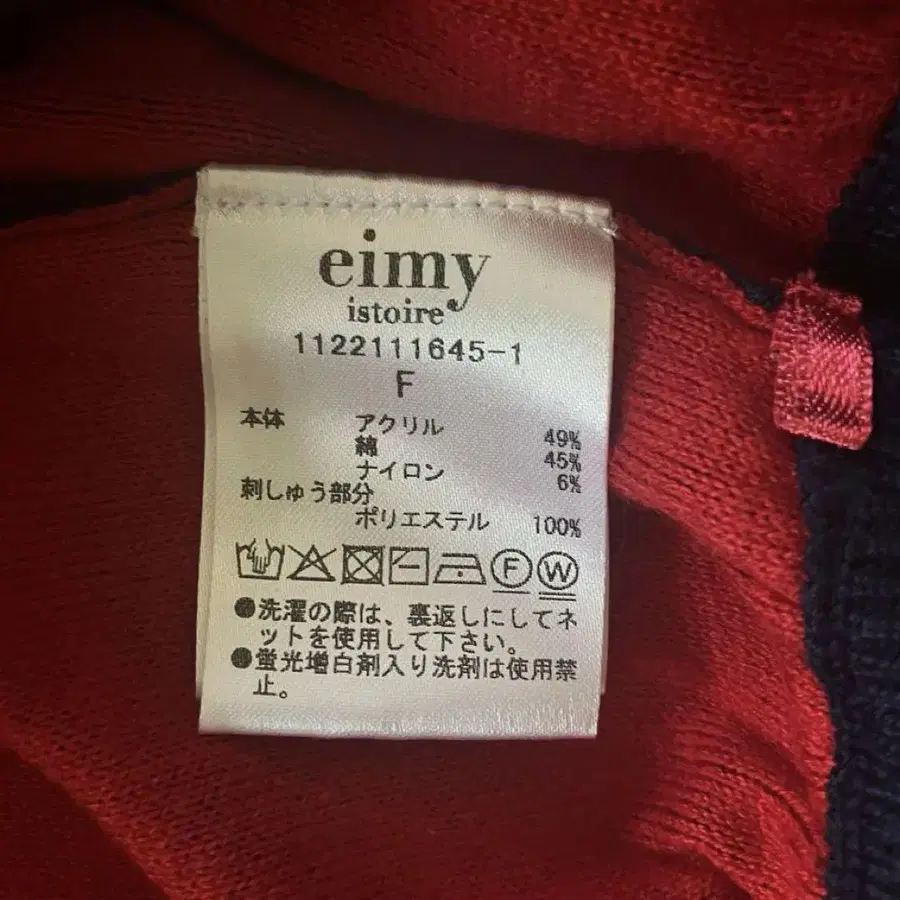 eimy
istoire
1122111645-1
F
本体 アクリル 49%
綿 45%
ナイロン 6%
刺しゅう部分
ポリエステル 100%
F W
●洗濯の際は、裏返しにしてネ
ットを使用して下さい。
●蛍光増白剤入り洗剤は使用禁
止。